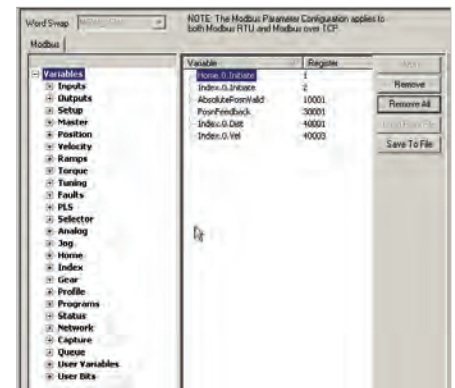 Word Swap
NOTE: The Modbus Parameter Configuration applies to
both Modbus RTU and Modbus over TCP.
Modbus
Variables
Inputs
Outputs
Setup
Master
Position
Velocity
Ramps
Torque
Tuning
Faults
PLS
Selector
Analog
Jog
Home
Index
Gear
Profile
Programs
Status
Network
Capture
Queue
User Variables
User Bits
Variable Register
Home.0.Initiate 1
Index.0.Initiate 2
AbsolutePosnValid 10001
PosnFeedback 30001
Index.0.Dist 40001
Index.0.Vel 40003
Remove
Remove All
Load From File
Save To File